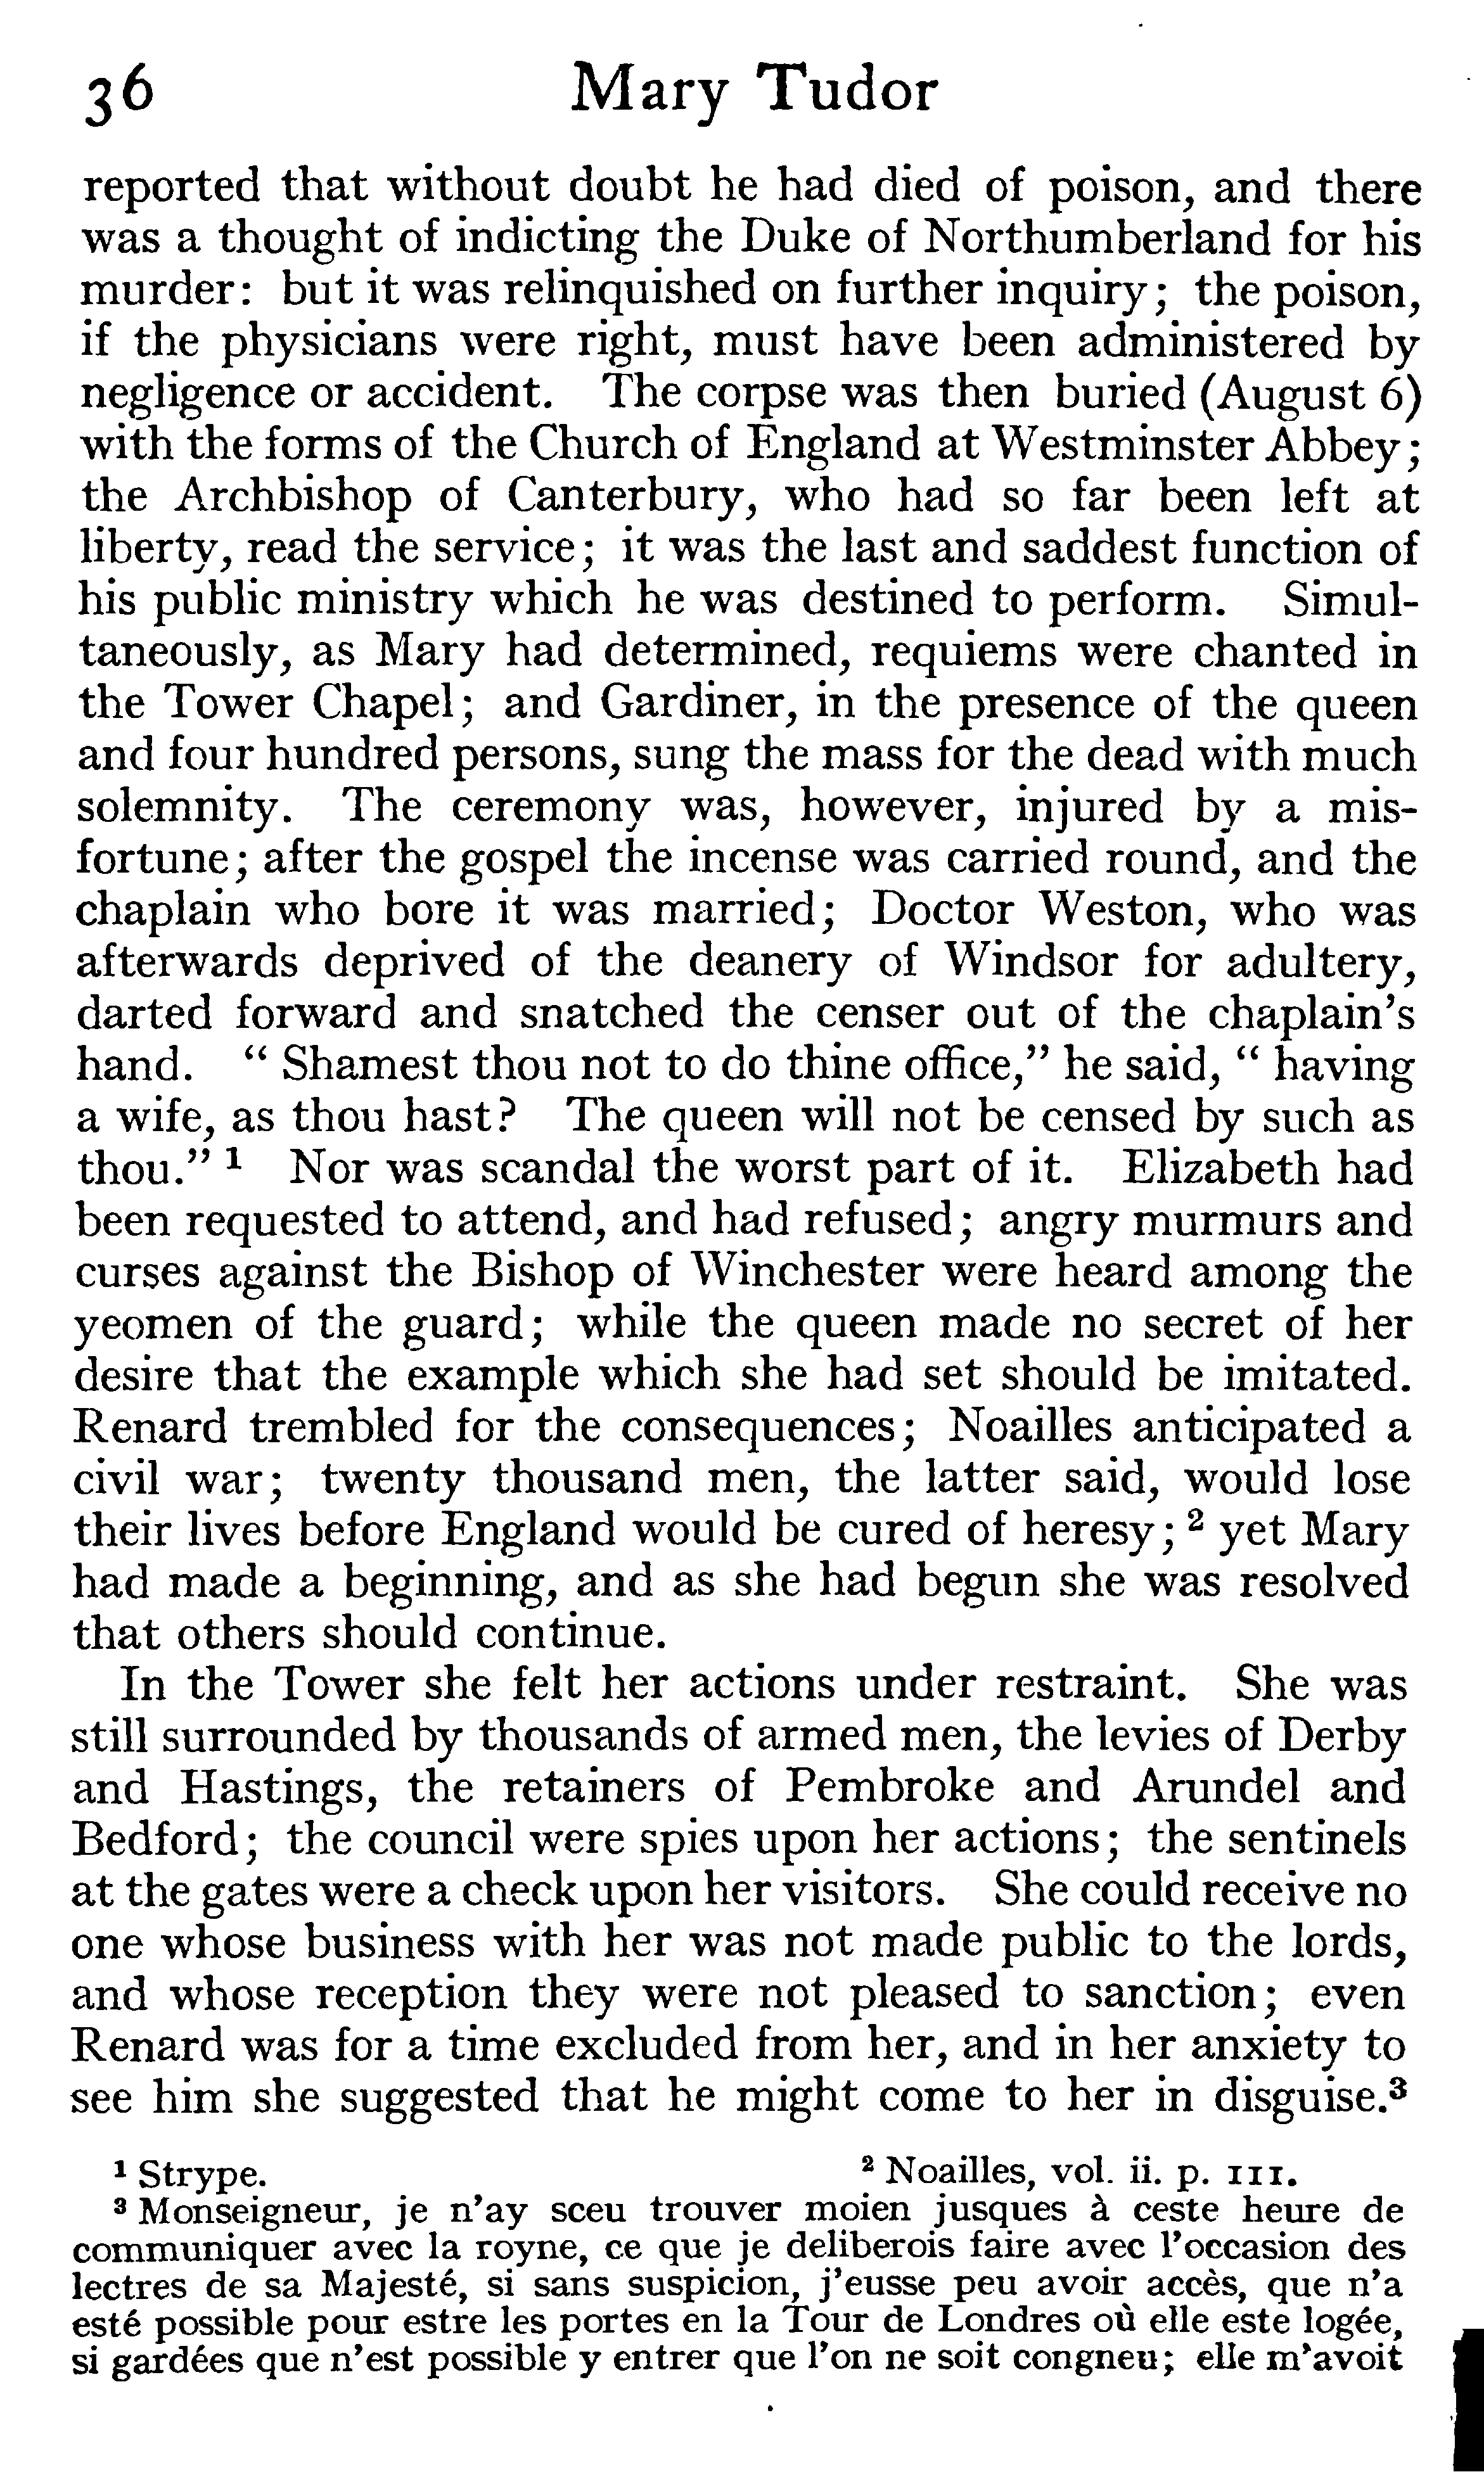 36 Mary Tudor
reported that without doubt he had died of poison, and there
was a thought of indicting the Duke of Northumberland for his
murder: but it was relinquished on further inquiry; the poison,
if the physicians were right, must have been administered by
negligence or accident. The corpse was then buried (August 6)
with the forms of the Church of England at Westminster Abbey;
the Archbishop of Canterbury, who had so far been left at
liberty, read the service; it was the last and saddest function of
his public ministry which he was destined to perform. Simul-
taneously, as Mary had determined, requiems were chanted in
the Tower Chapel; and Gardiner, in the presence of the queen
and four hundred persons, sung the mass for the dead with much
solemnity. The ceremony was, however, injured by a mis-
fortune; after the gospel the incense was carried round, and the
chaplain who bore it was married; Doctor Weston, who was
afterwards deprived of the deanery of Windsor for adultery,
darted forward and snatched the censer out of the chaplain's
hand. " Shamest thou not to do thine office," he said, " having
a wife, as thou hast? The queen will not be censed by such as
thou." ¹ Nor was scandal the worst part of it. Elizabeth had
been requested to attend, and had refused; angry murmurs and
curses against the Bishop of Winchester were heard among the
yeomen of the guard; while the queen made no secret of her
desire that the example which she had set should be imitated.
Renard trembled for the consequences; Noailles anticipated a
civil war; twenty thousand men, the latter said, would lose
their lives before England would be cured of heresy; ² yet Mary
had made a beginning, and as she had begun she was resolved
that others should continue.
In the Tower she felt her actions under restraint. She was
still surrounded by thousands of armed men, the levies of Derby
and Hastings, the retainers of Pembroke and Arundel and
Bedford; the council were spies upon her actions; the sentinels
at the gates were a check upon her visitors. She could receive no
one whose business with her was not made public to the lords,
and whose reception they were not pleased to sanction; even
Renard was for a time excluded from her, and in her anxiety to
see him she suggested that he might come to her in disguise.³
¹ Strype. ² Noailles, vol. ii. p. 111.
³ Monseigneur, je n'ay sceu trouver moien jusques à ceste heure de
communiquer avec la royne, ce que je deliberois faire avec l'occasion des
lectres de sa Majesté, si sans suspicion, j'eusse peu avoir accès, que n'a
esté possible pour estre les portes en la Tour de Londres où elle este logée,
si gardées que n'est possible y entrer que l'on ne soit congneu; elle m'avoit